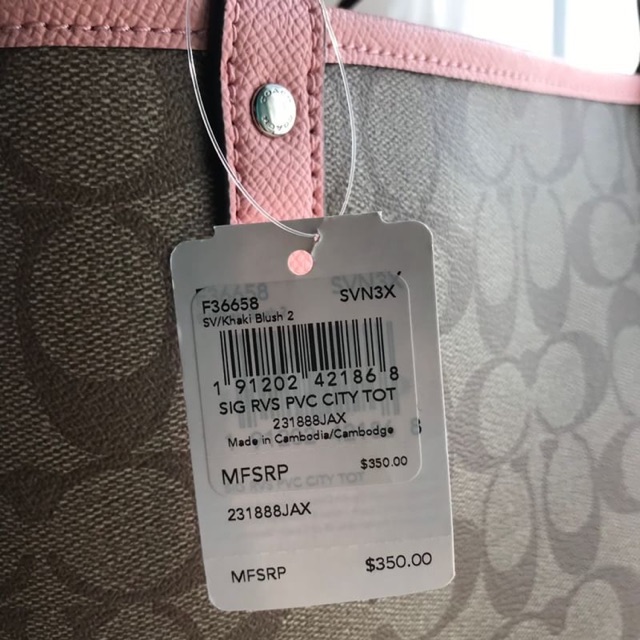 COACH
F36658
SVN3X
SV/Khaki Blush 2
1 91202 42186 8
SIG RVS PVC CITY TOT
231888JAX
Made in Cambodia/Cambodge
MFSRP
$350.00
231888JAX
MFSRP
$350.00